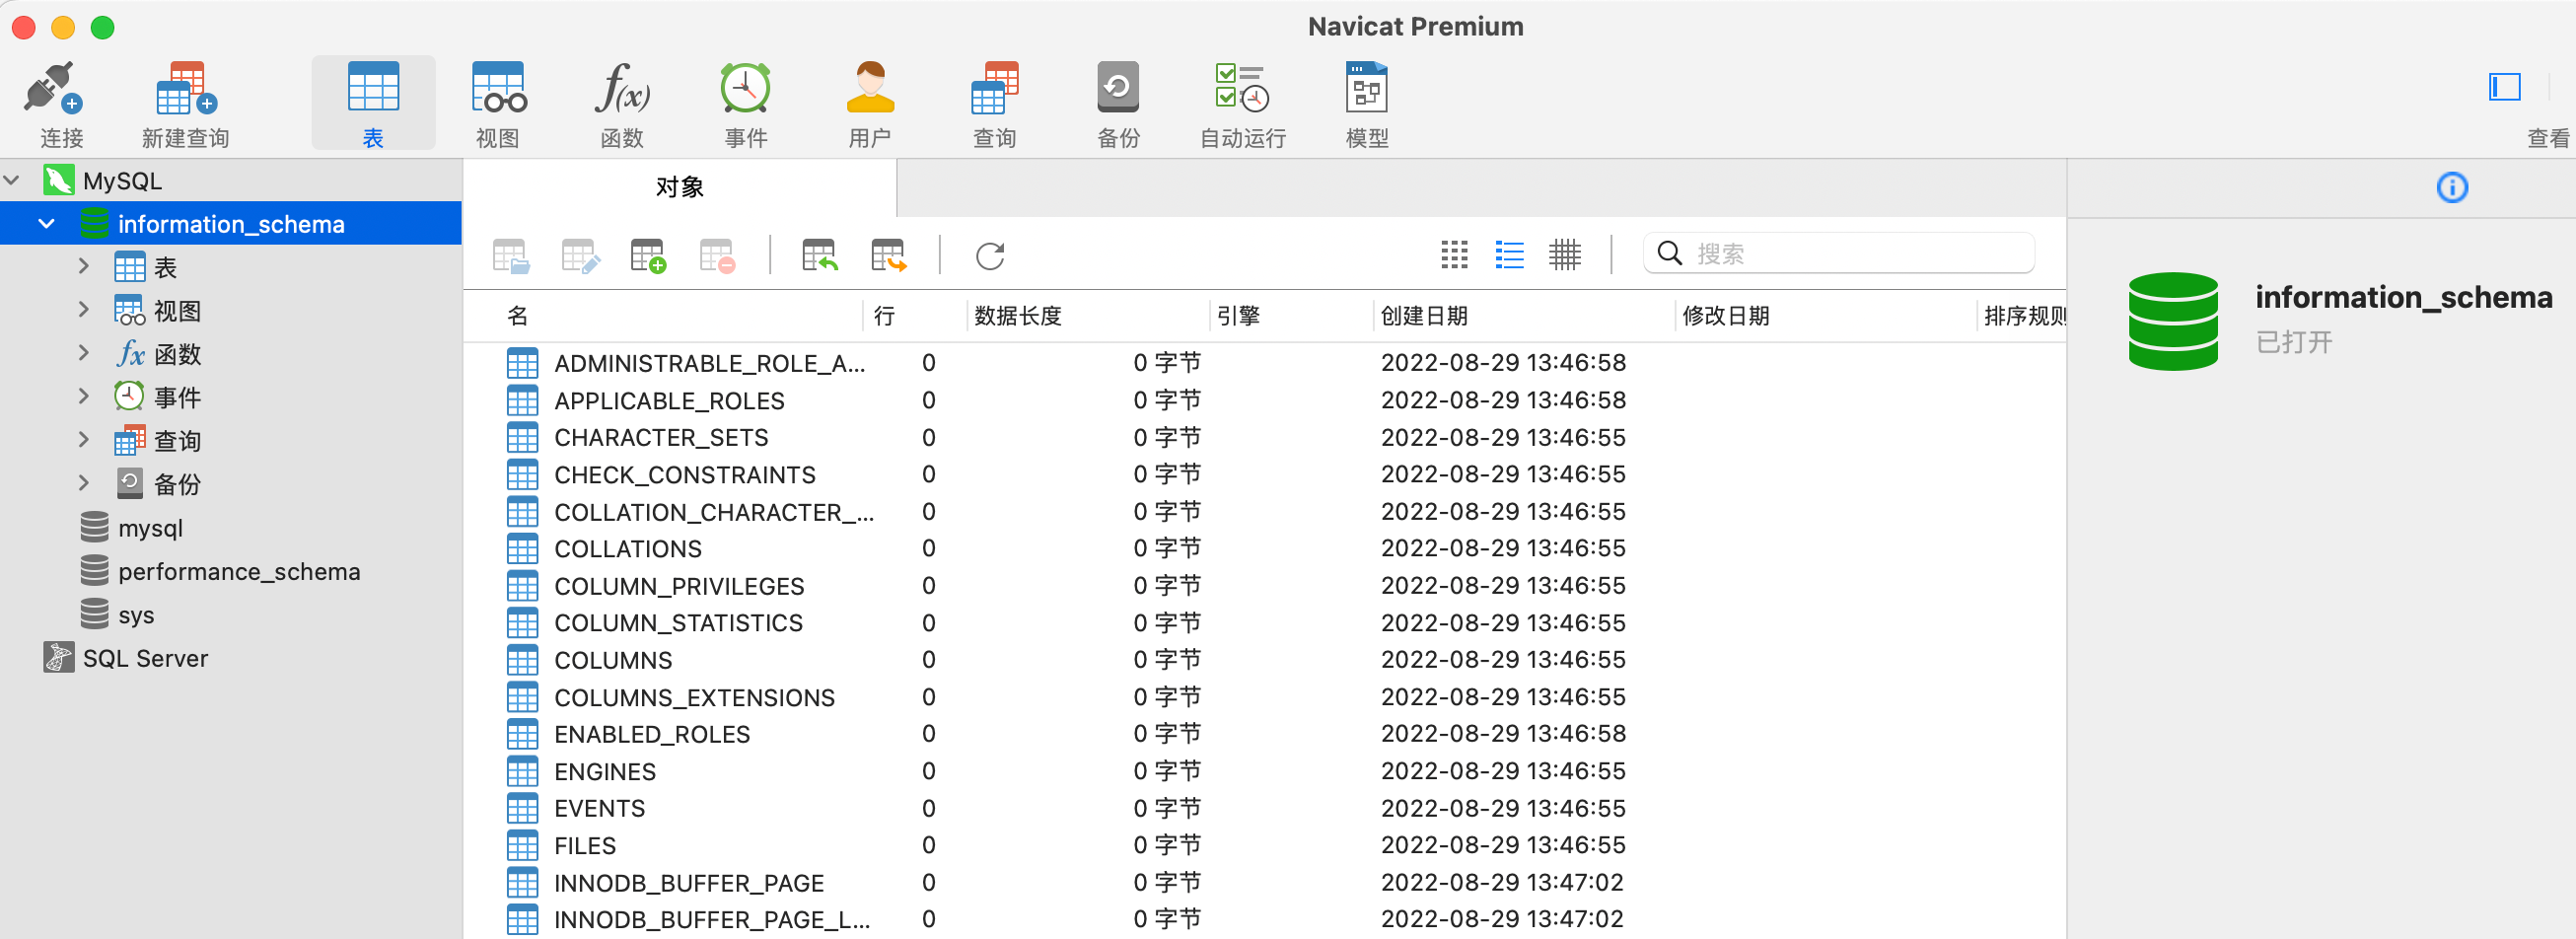 Navicat Premium
连接 新建查询 表 视图 函数 事件 用户 查询 备份 自动运行 模型 查看
MySQL
information_schema
表
视图
函数
事件
查询
备份
mysql
performance_schema
sys
SQL Server
对象
搜索
名 行 数据长度 引擎 创建日期 修改日期 排序规则
ADMINISTRABLE_ROLE_A... 0 0 字节 2022-08-29 13:46:58
APPLICABLE_ROLES 0 0 字节 2022-08-29 13:46:58
CHARACTER_SETS 0 0 字节 2022-08-29 13:46:55
CHECK_CONSTRAINTS 0 0 字节 2022-08-29 13:46:55
COLLATION_CHARACTER_... 0 0 字节 2022-08-29 13:46:55
COLLATIONS 0 0 字节 2022-08-29 13:46:55
COLUMN_PRIVILEGES 0 0 字节 2022-08-29 13:46:55
COLUMN_STATISTICS 0 0 字节 2022-08-29 13:46:55
COLUMNS 0 0 字节 2022-08-29 13:46:55
COLUMNS_EXTENSIONS 0 0 字节 2022-08-29 13:46:55
ENABLED_ROLES 0 0 字节 2022-08-29 13:46:58
ENGINES 0 0 字节 2022-08-29 13:46:55
EVENTS 0 0 字节 2022-08-29 13:46:55
FILES 0 0 字节 2022-08-29 13:46:55
INNODB_BUFFER_PAGE 0 0 字节 2022-08-29 13:47:02
INNODB_BUFFER_PAGE_L... 0 0 字节 2022-08-29 13:47:02
information_schema
已打开